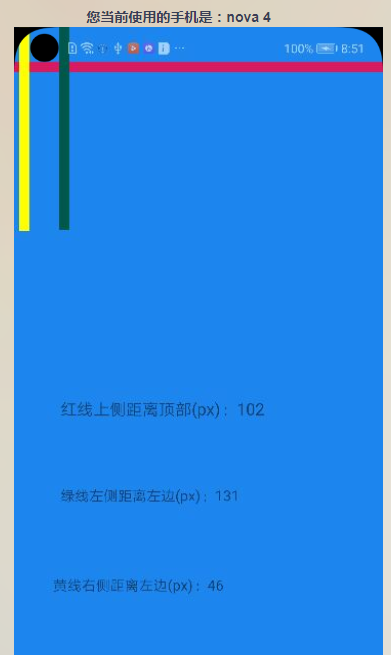 您当前使用的手机是：nova 4
100% 8:51
红线上侧距离顶部(px)：102
绿线左侧距离左边(px)：131
黄线右侧距离左边(px)：46